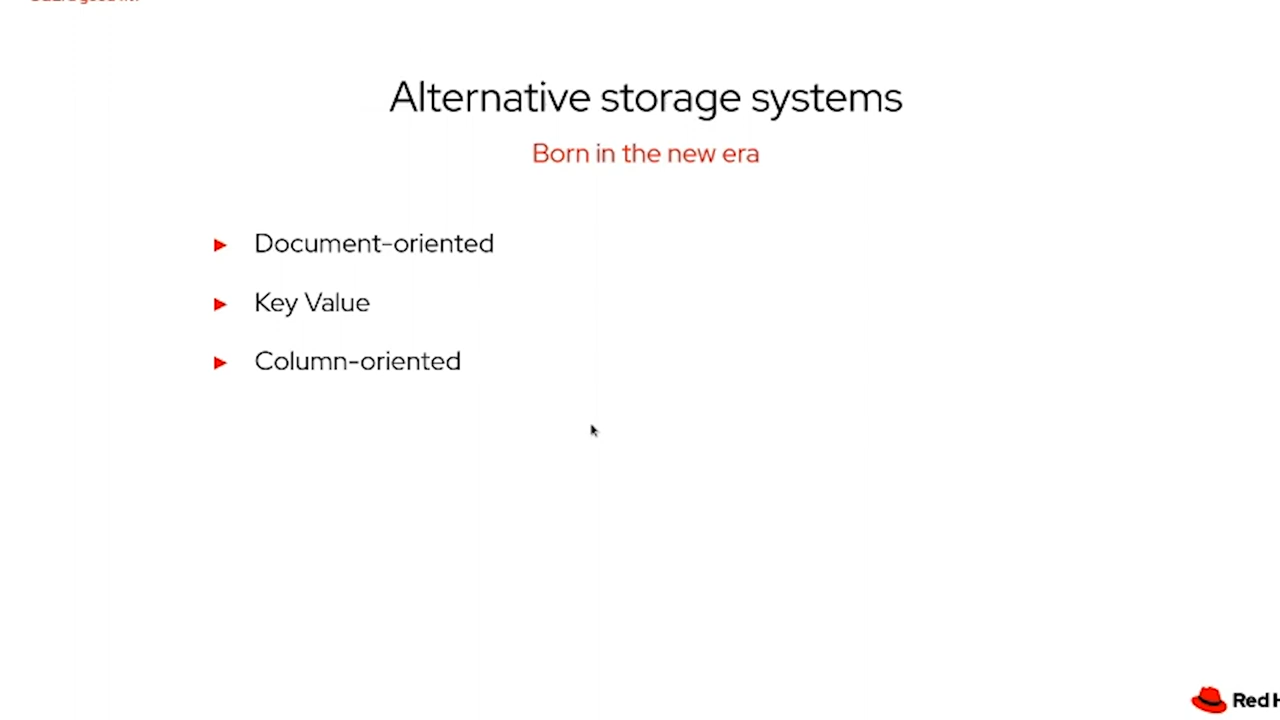 Alternative storage systems
Born in the new era
Document-oriented
Key Value
Column-oriented
Red